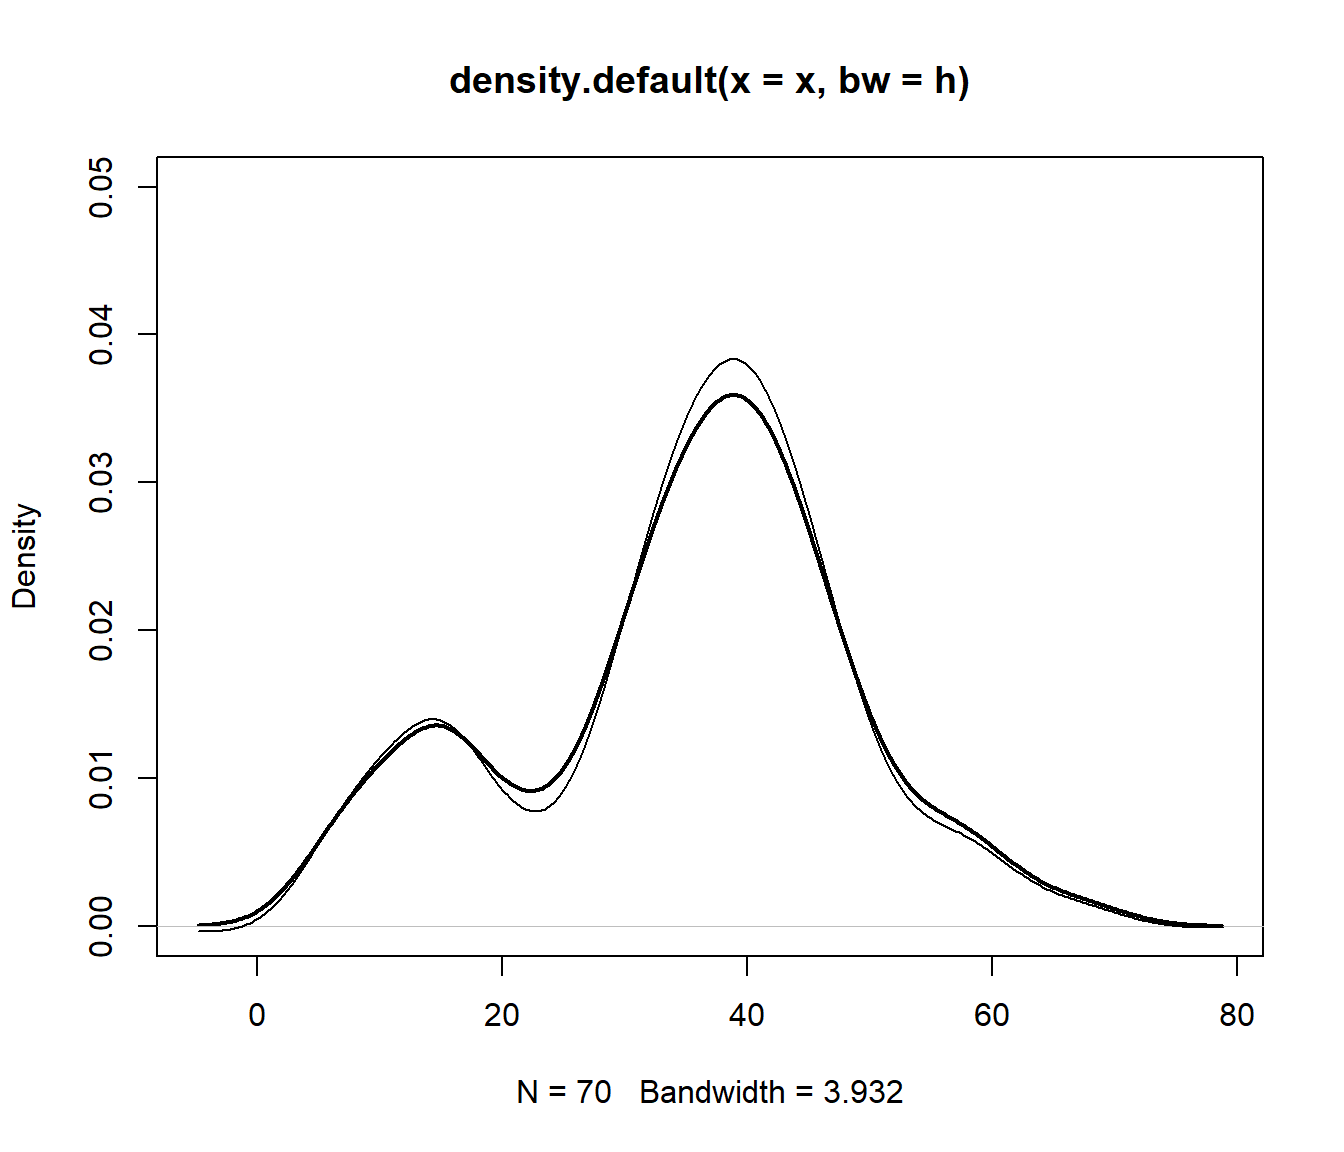 density.default(x = x, bw = h)
0.05
0.04
0.03
0.02
0.01
0.00
Density
0 20 40 60 80
N = 70 Bandwidth = 3.932